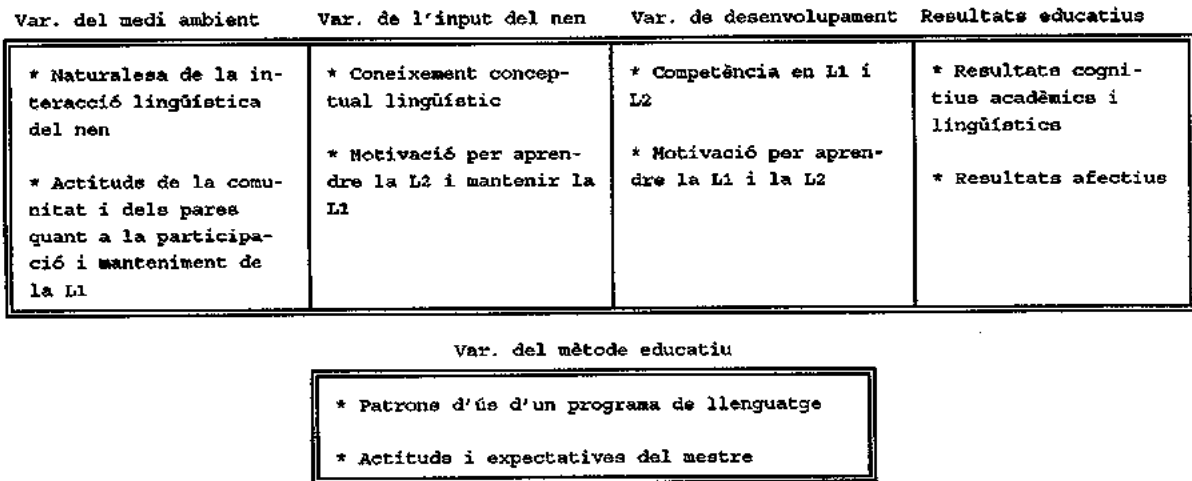 Var. del medi ambient
Var. de l'input del nen
Var. de desenvolupament
Resultats educatius
* Naturalesa de la in-
teracció lingüística
del nen
* Actituds de la comu-
nitat i dels pares
quant a la participa-
ció i manteniment de
la L1
* Coneixement concep-
tual lingüístic
* Motivació per apren-
dre la L2 i mantenir la
L1
* Competència en L1 i
L2
* Motivació per apren-
dre la L1 i la L2
* Resultats cogni-
tius acadèmics i
lingüístics
* Resultats afectius
Var. del mètode educatiu
* Patrons d'ús d'un programa de llenguatge
* Actituds i expectatives del mestre